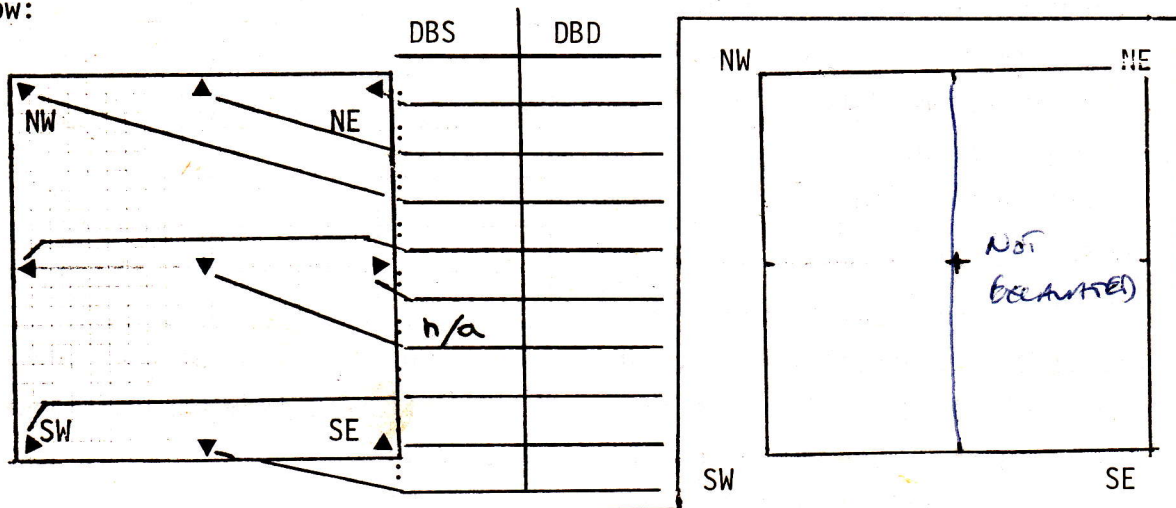 ow:
DBS DBD
NW NE
n/a
SW SE
NW NE
NOT
EXCAVATED
SW SE